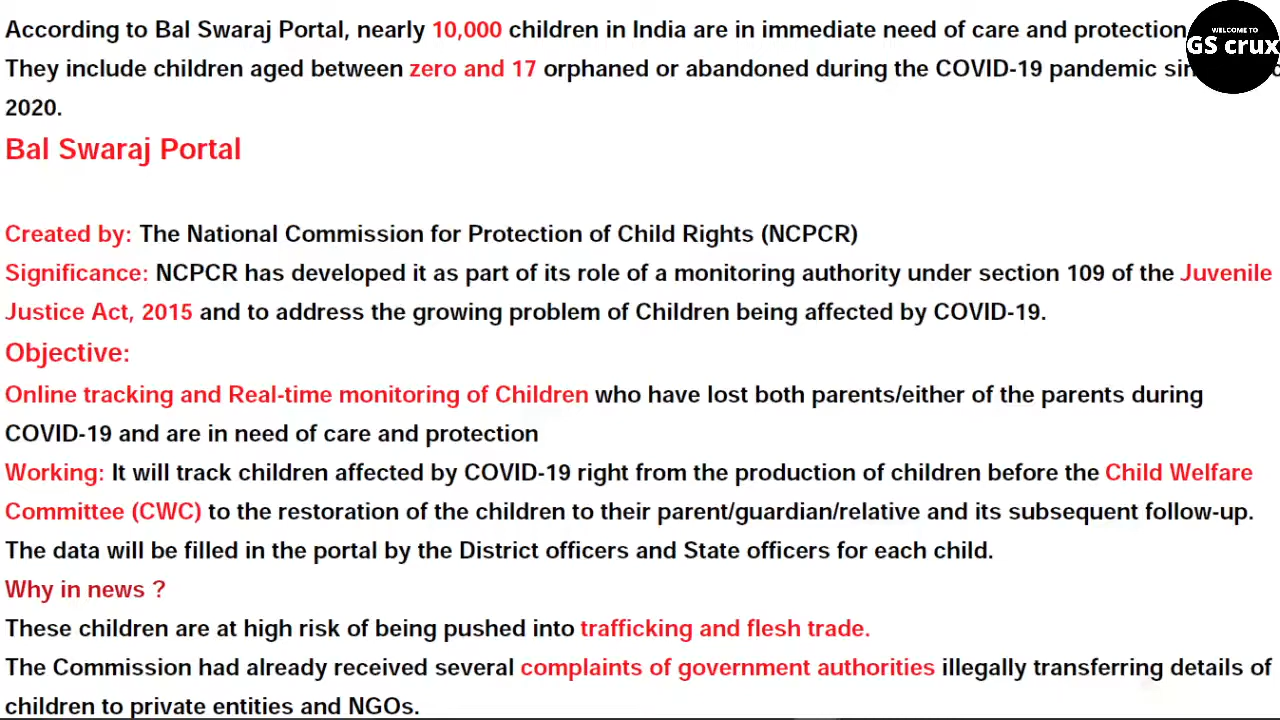 According to Bal Swaraj Portal, nearly 10,000 children in India are in immediate need of care and protection
WELCOME TO
GS crux
They include children aged between zero and 17 orphaned or abandoned during the COVID-19 pandemic
2020.
Bal Swaraj Portal
Created by: The National Commission for Protection of Child Rights (NCPCR)
Significance: NCPCR has developed it as part of its role of a monitoring authority under section 109 of the Juvenile
Justice Act, 2015 and to address the growing problem of Children being affected by COVID-19.
Objective:
Online tracking and Real-time monitoring of Children who have lost both parents/either of the parents during
COVID-19 and are in need of care and protection
Working: It will track children affected by COVID-19 right from the production of children before the Child Welfare
Committee (CWC) to the restoration of the children to their parent/guardian/relative and its subsequent follow-up.
The data will be filled in the portal by the District officers and State officers for each child.
Why in news ?
These children are at high risk of being pushed into trafficking and flesh trade.
The Commission had already received several complaints of government authorities illegally transferring details of
children to private entities and NGOs.